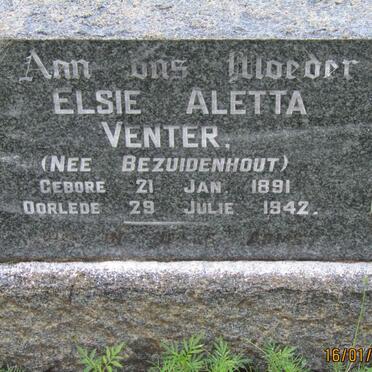 Aan ons Moeder
ELSIE ALETTA
VENTER.
(NEE BEZUIDENHOUT)
GEBORE 21 JAN. 1891
OORLEDE 29 JULIE 1942.
16/01/